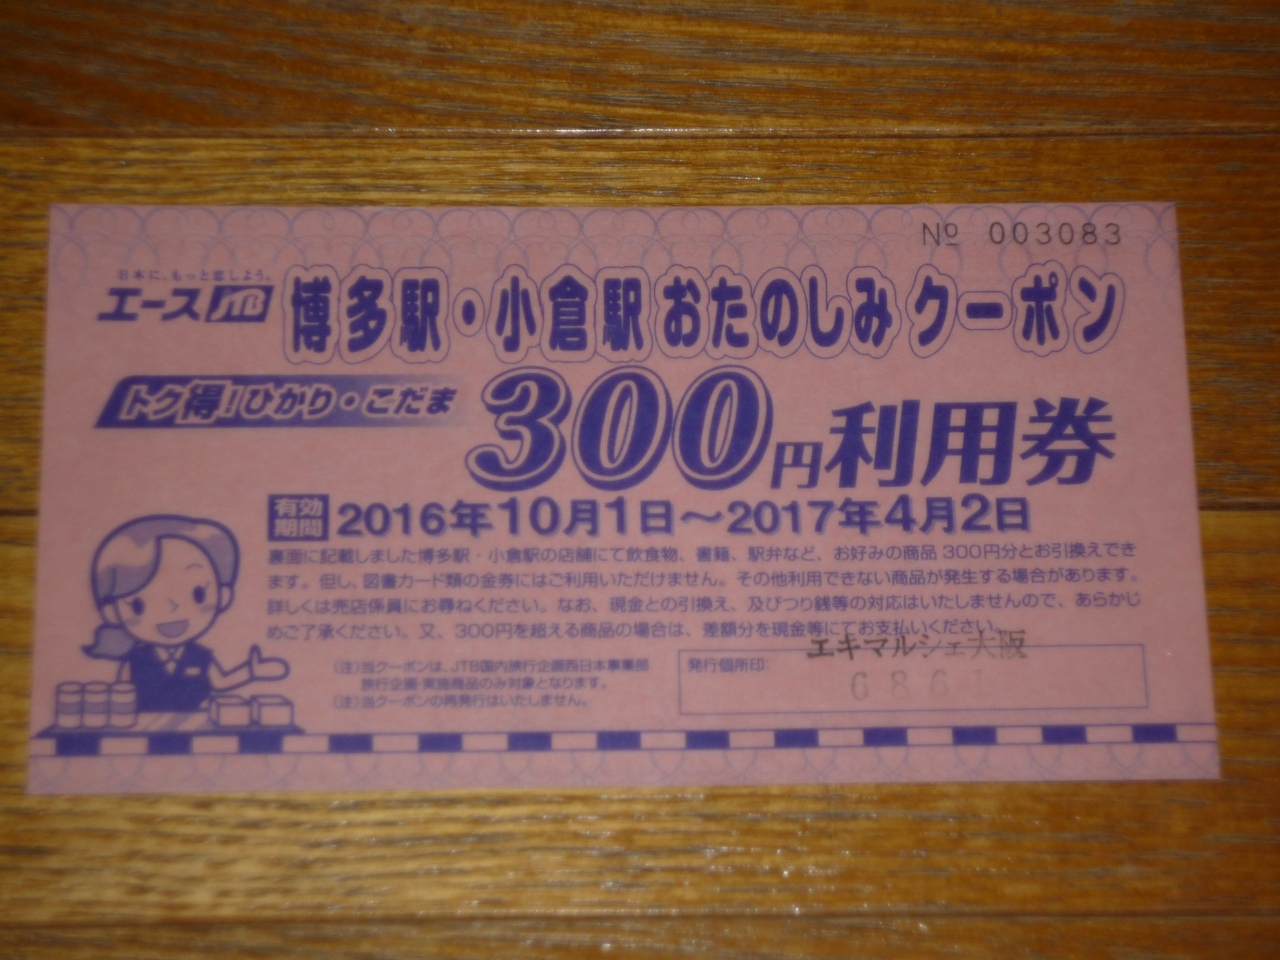 № 003083
日本に、もっと恋しよう。
エースJTB 博多駅・小倉駅 おたのしみクーポン
トク得!ひかり・こだま 300円利用券
有効期間 2016年10月1日～2017年4月2日
裏面に記載しました博多駅・小倉駅の店舗にて飲食物、書籍、駅弁など、お好みの商品300円分とお引換えでき
ます。但し、図書カード類の金券にはご利用いただけません。その他利用できない商品が発生する場合があります。
詳しくは売店係員にお尋ねください。なお、現金との引換え、及びつり銭等の対応はいたしませんので、あらかじ
めご了承ください。又、300円を超える商品の場合は、差額分を現金等にてお支払いください。
(注)当クーポンは、JTB国内旅行企画西日本事業部
旅行企画・実施商品のみ対象となります。
(注)当クーポンの再発行はいたしません。
発行個所印:
エキマルシェ大阪